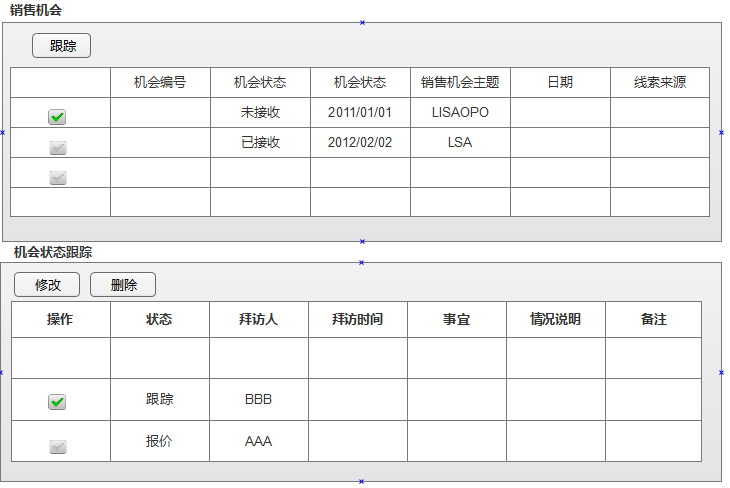 销售机会
跟踪
机会编号 机会状态 机会状态 销售机会主题 日期 线索来源
未接收 2011/01/01 LISAOPO
已接收 2012/02/02 LSA
机会状态跟踪
修改 删除
操作 状态 拜访人 拜访时间 事宜 情况说明 备注
跟踪 BBB
报价 AAA